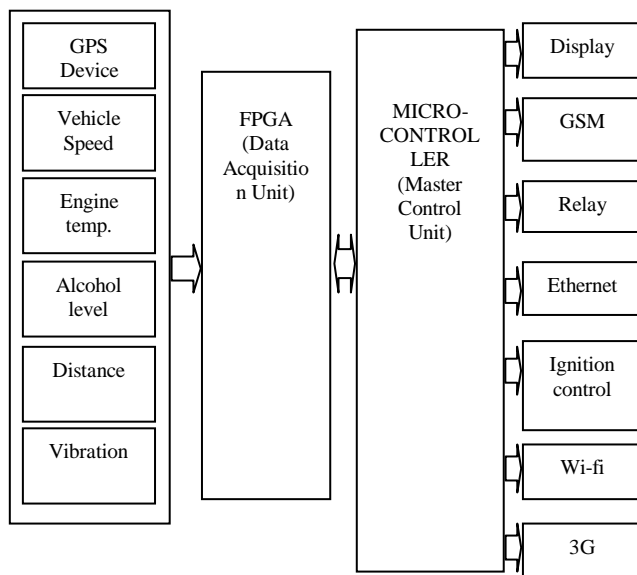 GPS
Device
Vehicle
Speed
Engine
temp.
Alcohol
level
Distance
Vibration
FPGA
(Data
Acquisitio
n Unit)
MICRO-
CONTROL
LER
(Master
Control
Unit)
Display
GSM
Relay
Ethernet
Ignition
control
Wi-fi
3G